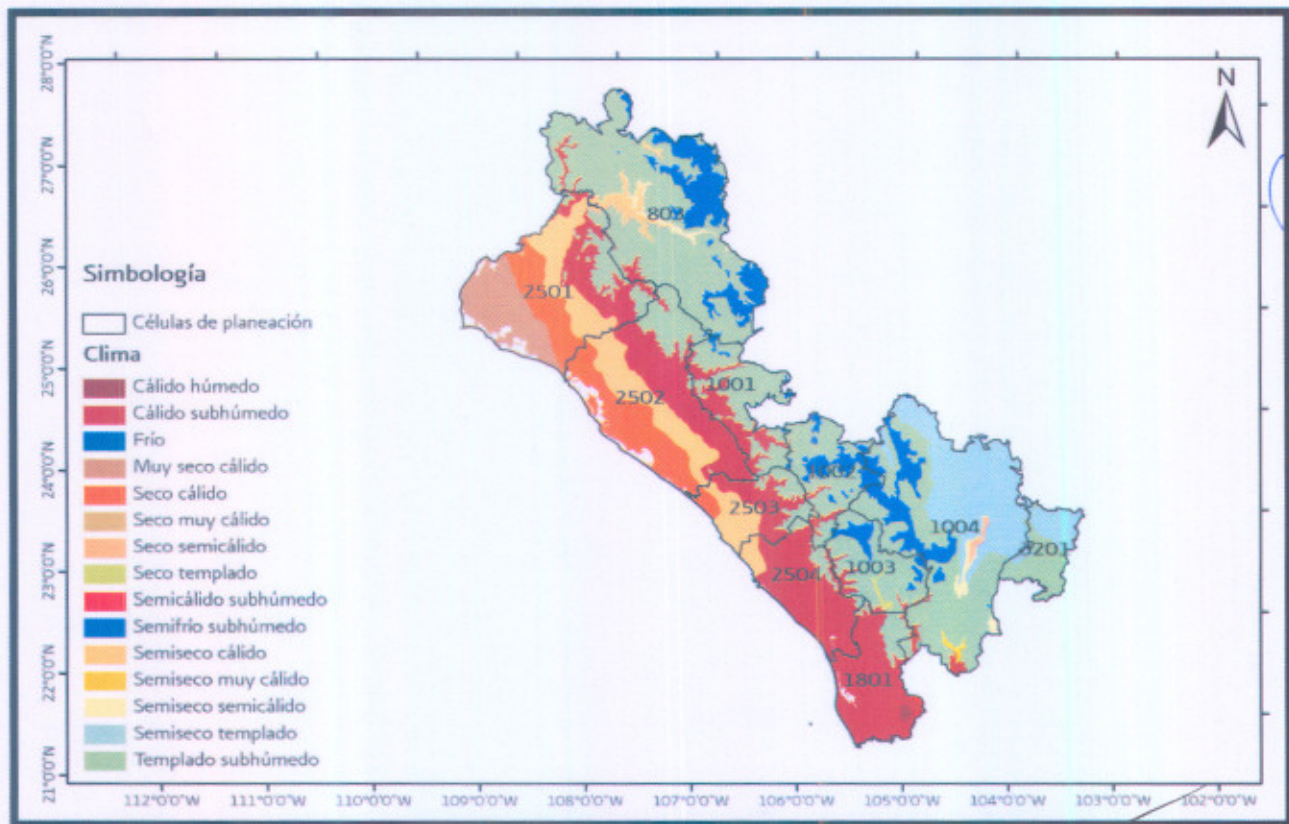 N
28°0'0"N
27°0'0"N
26°0'0"N
25°0'0"N
24°0'0"N
23°0'0"N
22°0'0"N
21°0'0"N
803
2501
2502
1001
1002
2503
1004
3201
2504
1003
1801
Simbología
Células de planeación
Clima
Cálido húmedo
Cálido subhúmedo
Frío
Muy seco cálido
Seco cálido
Seco muy cálido
Seco semicálido
Seco templado
Semicálido subhúmedo
Semifrío subhúmedo
Semiseco cálido
Semiseco muy cálido
Semiseco semicálido
Semiseco templado
Templado subhúmedo
112°0'0"W 111°0'0"W 110°0'0"W 109°0'0"W 108°0'0"W 107°0'0"W 106°0'0"W 105°0'0"W 104°0'0"W 103°0'0"W 102°0'0"W